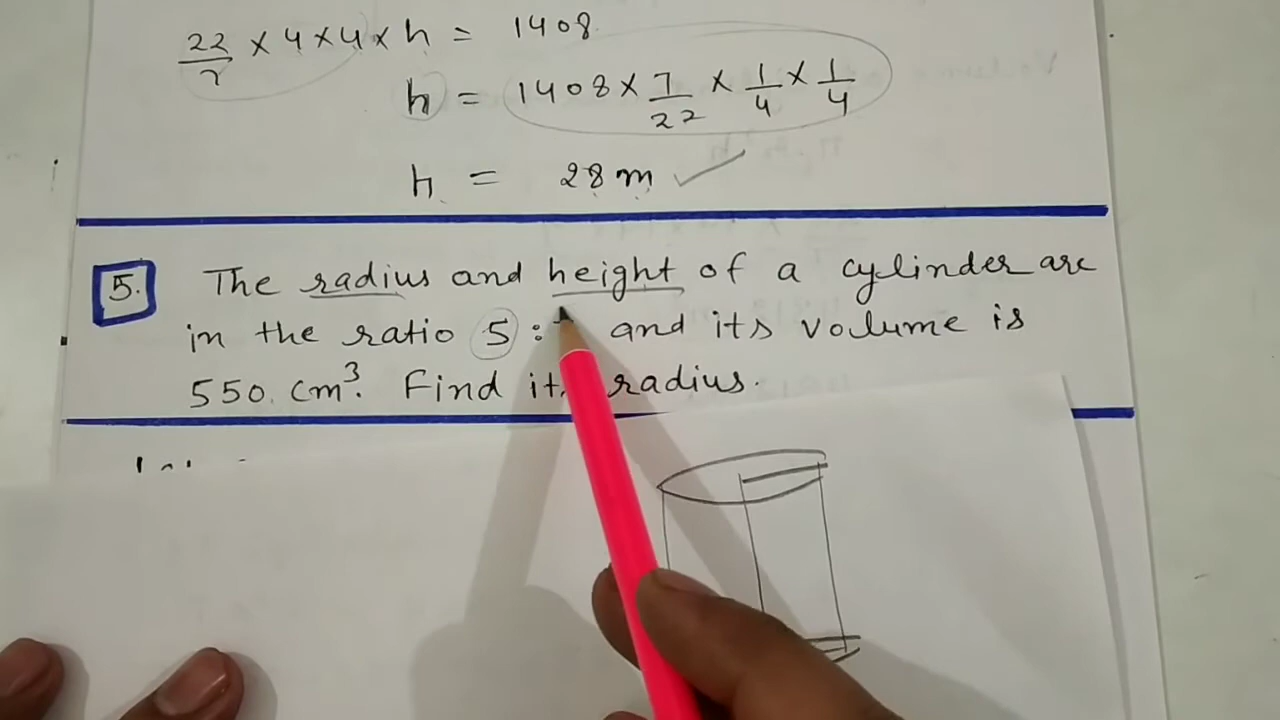 22/7 × 4 × 4 × h = 1408
h = 1408 × 7/22 × 1/4 × 1/4
h = 28 m ✓
5. The radius and height of a cylinder are
in the ratio 5 : and its volume is
550 cm³. Find radius.